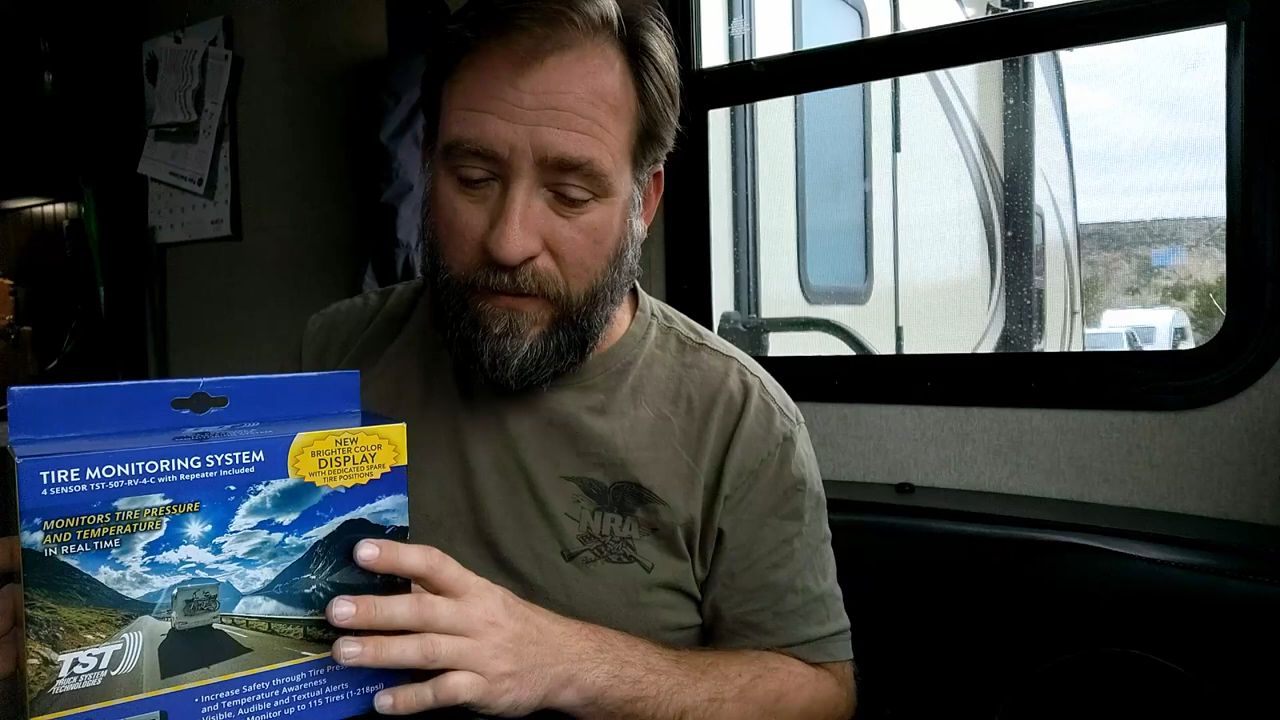 TIRE MONITORING SYSTEM
4 SENSOR TST-507-RV-4-C with Repeater Included
NEW
BRIGHTER COLOR
DISPLAY
WITH DEDICATED SPARE
TIRE POSITIONS
MONITORS TIRE PRESSURE
AND TEMPERATURE
IN REAL TIME
TST
TRUCK SYSTEM
TECHNOLOGIES
• Increase Safety through Tire
and Temperature Awareness
Visible, Audible and Textual Alerts
Monitor up to 115 Tires (1-218psi)
NRA